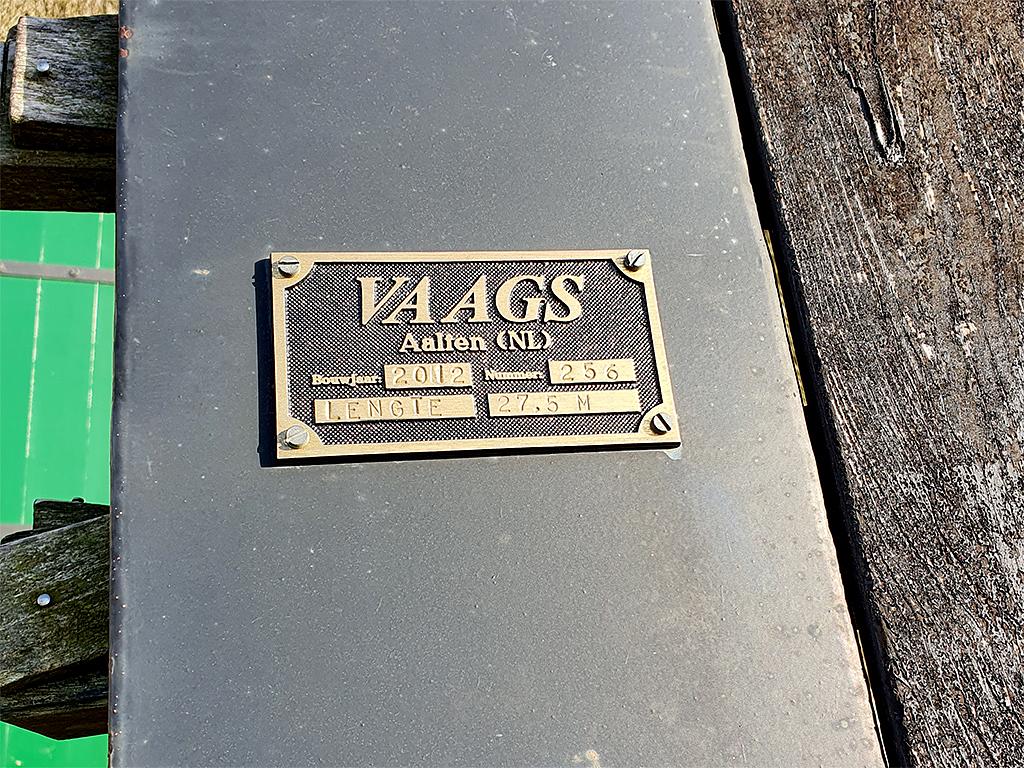 VAAGS
Aalten (NL)
Bouwjaar: 2012 Nummer: 256
LENGTE 27.5 M